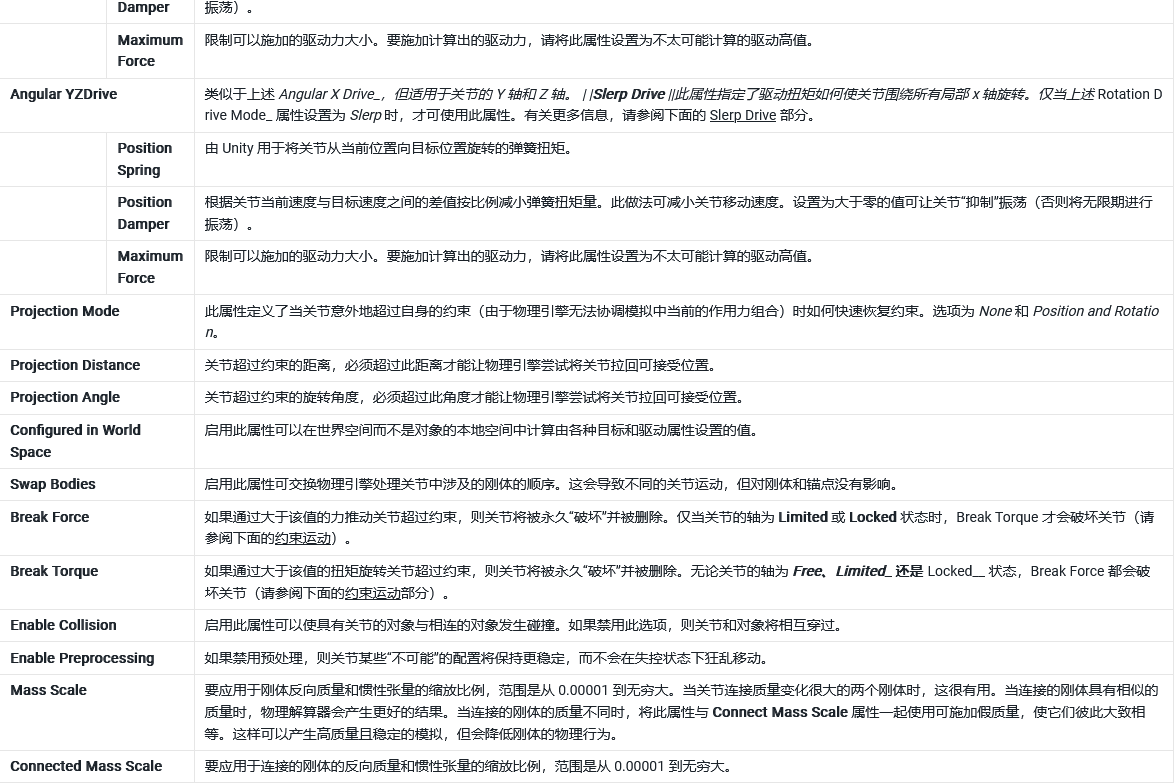 Damper 振荡）。
Maximum 限制可以施加的驱动力大小。要施加计算出的驱动力，请将此属性设置为不太可能计算的驱动高值。
Force
Angular YZDrive 类似于上述 Angular X Drive_，但适用于关节的 Y 轴和 Z 轴。 | |Slerp Drive ||此属性指定了驱动扭矩如何使关节围绕所有局部 x 轴旋转。仅当上述 Rotation D
rive Mode_ 属性设置为 Slerp 时，才可使用此属性。有关更多信息，请参阅下面的 Slerp Drive 部分。
Position 由 Unity 用于将关节从当前位置向目标位置旋转的弹簧扭矩。
Spring
Position 根据关节当前速度与目标速度之间的差值按比例减小弹簧扭矩量。此做法可减小关节移动速度。设置为大于零的值可让关节“抑制”振荡（否则将无限期进行
Damper 振荡）。
Maximum 限制可以施加的驱动力大小。要施加计算出的驱动力，请将此属性设置为不太可能计算的驱动高值。
Force
Projection Mode 此属性定义了当关节意外地超过自身的约束（由于物理引擎无法协调模拟中当前的作用力组合）时如何快速恢复约束。选项为 None 和 Position and Rotatio
n。
Projection Distance 关节超过约束的距离，必须超过此距离才能让物理引擎尝试将关节拉回可接受位置。
Projection Angle 关节超过约束的旋转角度，必须超过此角度才能让物理引擎尝试将关节拉回可接受位置。
Configured in World 启用此属性可以在世界空间而不是对象的本地空间中计算由各种目标和驱动属性设置的值。
Space
Swap Bodies 启用此属性可交换物理引擎处理关节中涉及的刚体的顺序。这会导致不同的关节运动，但对刚体和锚点没有影响。
Break Force 如果通过大于该值的力推动关节超过约束，则关节将被永久“破坏”并被删除。仅当关节的轴为 Limited 或 Locked 状态时，Break Torque 才会破坏关节（请
参阅下面的约束运动）。
Break Torque 如果通过大于该值的扭矩旋转关节超过约束，则关节将被永久“破坏”并被删除。无论关节的轴为 Free、Limited_ 还是 Locked__ 状态，Break Force 都会破
坏关节（请参阅下面的约束运动部分）。
Enable Collision 启用此属性可以使具有关节的对象与相连的对象发生碰撞。如果禁用此选项，则关节和对象将相互穿过。
Enable Preprocessing 如果禁用预处理，则关节某些“不可能”的配置将保持更稳定，而不会在失控状态下狂乱移动。
Mass Scale 要应用于刚体反向质量和惯性张量的缩放比例，范围是从 0.00001 到无穷大。当关节连接质量变化很大的两个刚体时，这很有用。当连接的刚体具有相似的
质量时，物理解算器会产生更好的结果。当连接的刚体的质量不同时，将此属性与 Connect Mass Scale 属性一起使用可施加假质量，使它们彼此大致相
等。这样可以产生高质量且稳定的模拟，但会降低刚体的物理行为。
Connected Mass Scale 要应用于连接的刚体的反向质量和惯性张量的缩放比例，范围是从 0.00001 到无穷大。